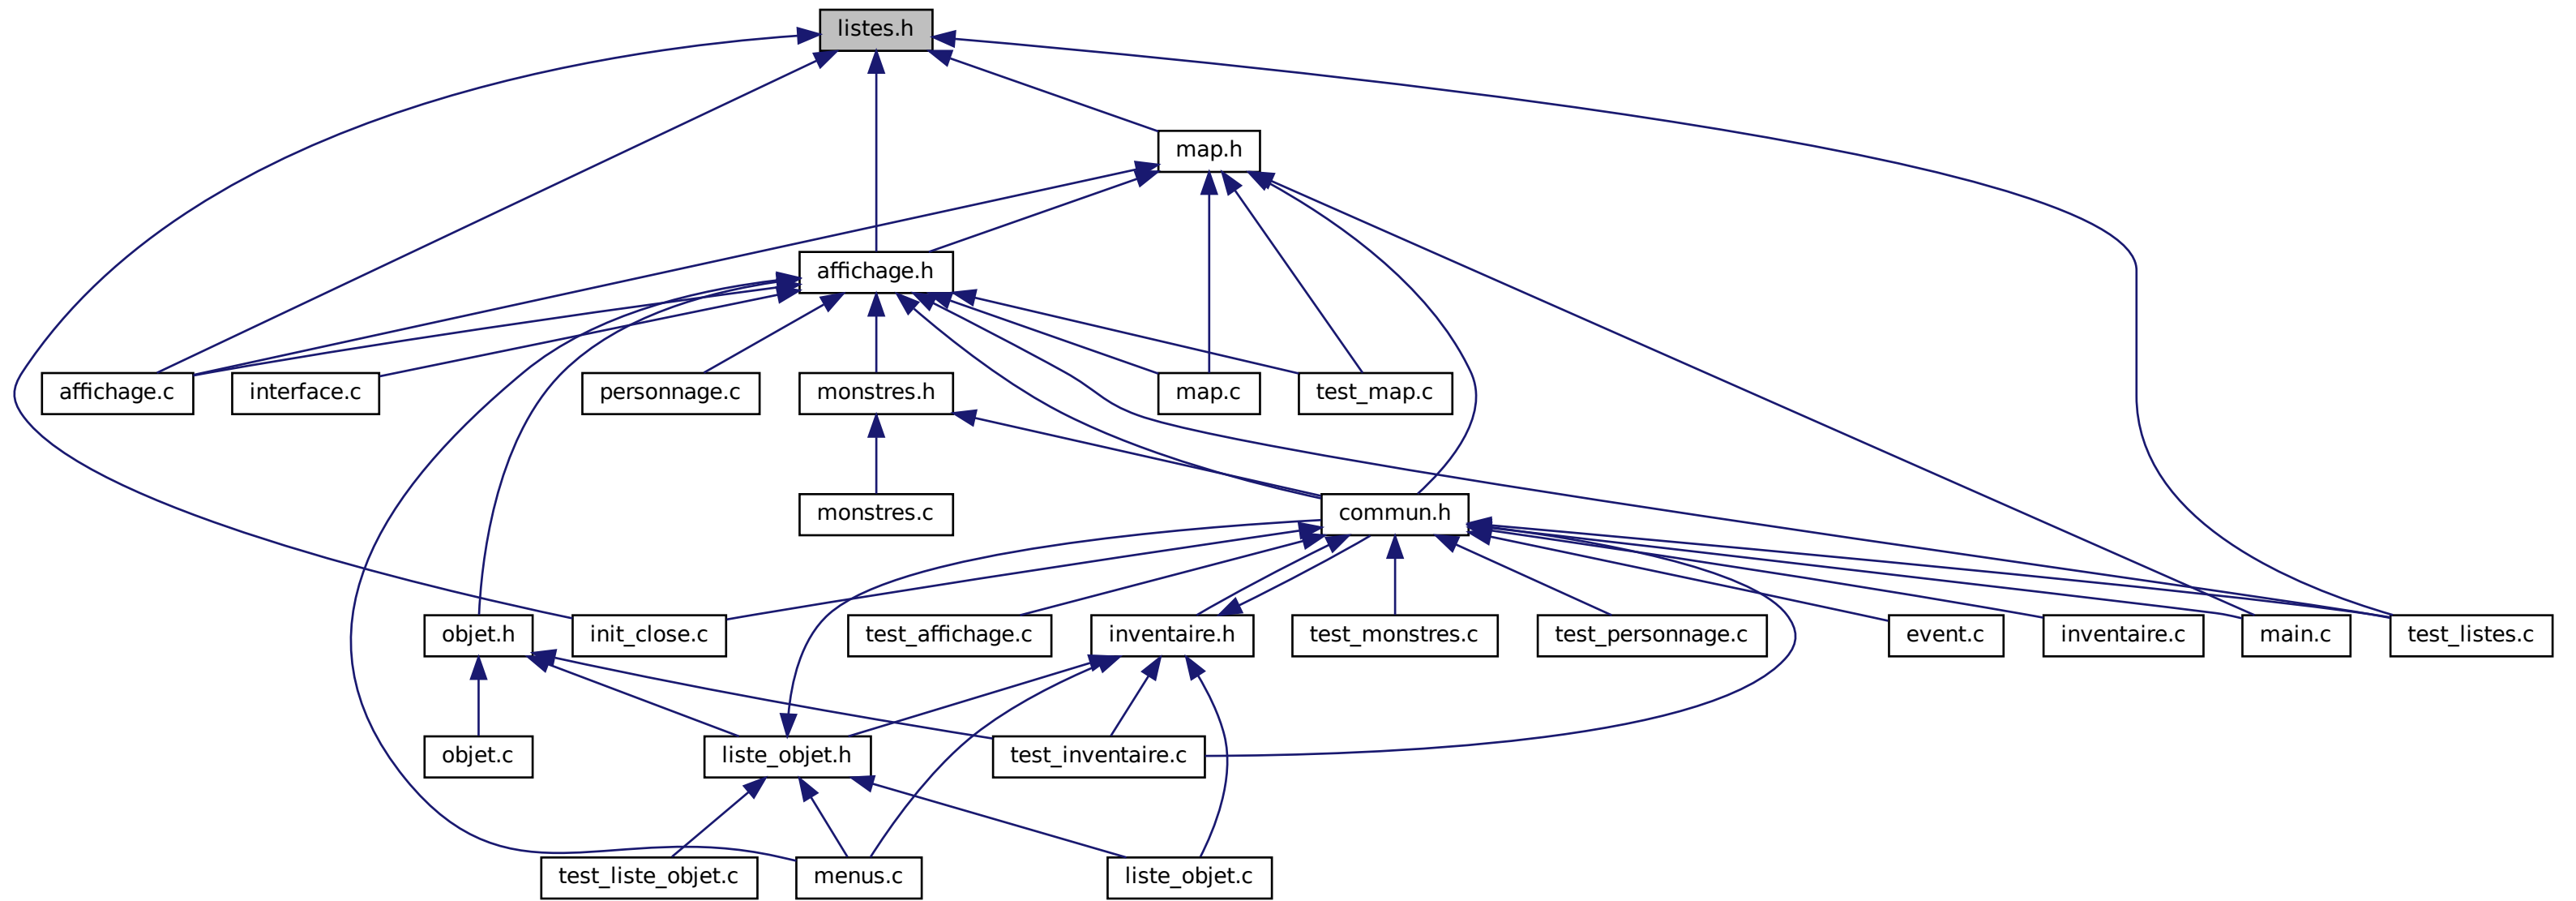 listes.h
map.h
affichage.h
affichage.c
interface.c
personnage.c
monstres.h
map.c
test_map.c
monstres.c
commun.h
objet.h
init_close.c
test_affichage.c
inventaire.h
test_monstres.c
test_personnage.c
event.c
inventaire.c
main.c
test_listes.c
objet.c
liste_objet.h
test_inventaire.c
test_liste_objet.c
menus.c
liste_objet.c